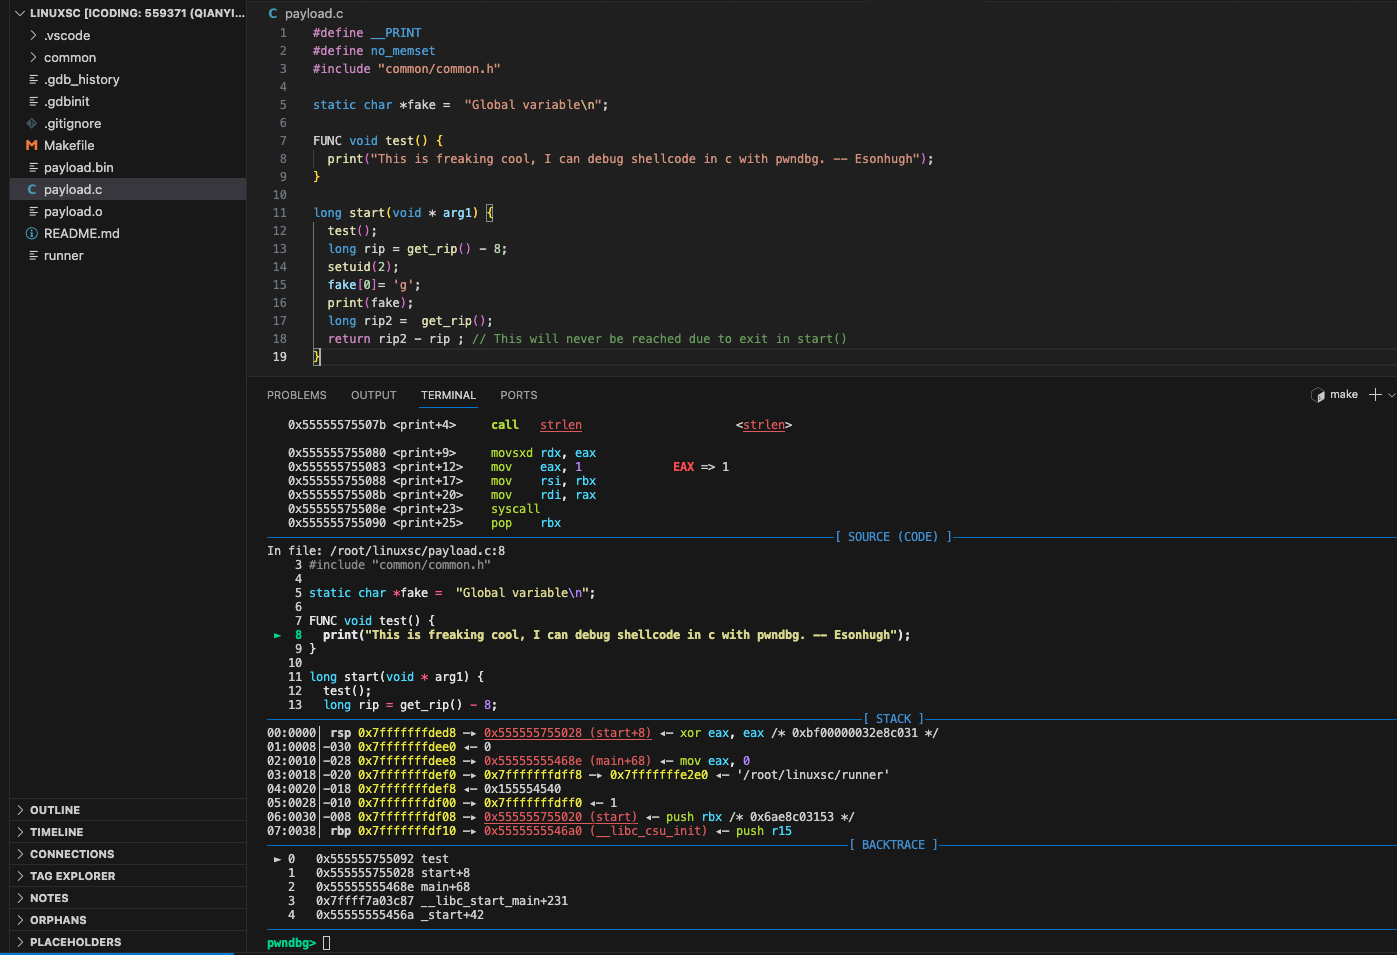 LINUXSC [ICODING: 559371 (QIANYI...
.vscode
common
.gdb_history
.gdbinit
.gitignore
Makefile
payload.bin
payload.c
payload.o
README.md
runner
OUTLINE
TIMELINE
CONNECTIONS
TAG EXPLORER
NOTES
ORPHANS
PLACEHOLDERS
C payload.c
1 #define __PRINT
2 #define no_memset
3 #include "common/common.h"
4
5 static char *fake =  "Global variable\n";
6
7 FUNC void test() {
8   print("This is freaking cool, I can debug shellcode in c with pwndbg. -- Esonhugh");
9 }
10
11 long start(void * arg1) {
12   test();
13   long rip = get_rip() - 8;
14   setuid(2);
15   fake[0]= 'g';
16   print(fake);
17   long rip2 =  get_rip();
18   return rip2 - rip ; // This will never be reached due to exit in start()
19 }
PROBLEMS OUTPUT TERMINAL PORTS make
0x55555575507b <print+4>     call   strlen                      <strlen>
0x555555755080 <print+9>     movsxd rdx, eax
0x555555755083 <print+12>    mov    eax, 1             EAX => 1
0x555555755088 <print+17>    mov    rsi, rbx
0x55555575508b <print+20>    mov    rdi, rax
0x55555575508e <print+23>    syscall
0x555555755090 <print+25>    pop    rbx
[ SOURCE (CODE) ]
In file: /root/linuxsc/payload.c:8
3 #include "common/common.h"
4
5 static char *fake =  "Global variable\n";
6
7 FUNC void test() {
► 8   print("This is freaking cool, I can debug shellcode in c with pwndbg. -- Esonhugh");
9 }
10
11 long start(void * arg1) {
12   test();
13   long rip = get_rip() - 8;
[ STACK ]
00:0000│ rsp 0x7fffffffded8 —▸ 0x555555755028 (start+8) ◂— xor eax, eax /* 0xbf00000032e8c031 */
01:0008│-030 0x7fffffffdee0 ◂— 0
02:0010│-028 0x7fffffffdee8 —▸ 0x55555555468e (main+68) ◂— mov eax, 0
03:0018│-020 0x7fffffffdef0 —▸ 0x7fffffffdff8 —▸ 0x7fffffffe2e0 ◂— '/root/linuxsc/runner'
04:0020│-018 0x7fffffffdef8 ◂— 0x155554540
05:0028│-010 0x7fffffffdf00 —▸ 0x7fffffffdff0 ◂— 1
06:0030│-008 0x7fffffffdf08 —▸ 0x555555755020 (start) ◂— push rbx /* 0x6ae8c03153 */
07:0038│ rbp 0x7fffffffdf10 —▸ 0x5555555546a0 (__libc_csu_init) ◂— push r15
[ BACKTRACE ]
► 0   0x555555755092 test
1   0x555555755028 start+8
2   0x55555555468e main+68
3   0x7ffff7a03c87 __libc_start_main+231
4   0x55555555456a _start+42
pwndbg>